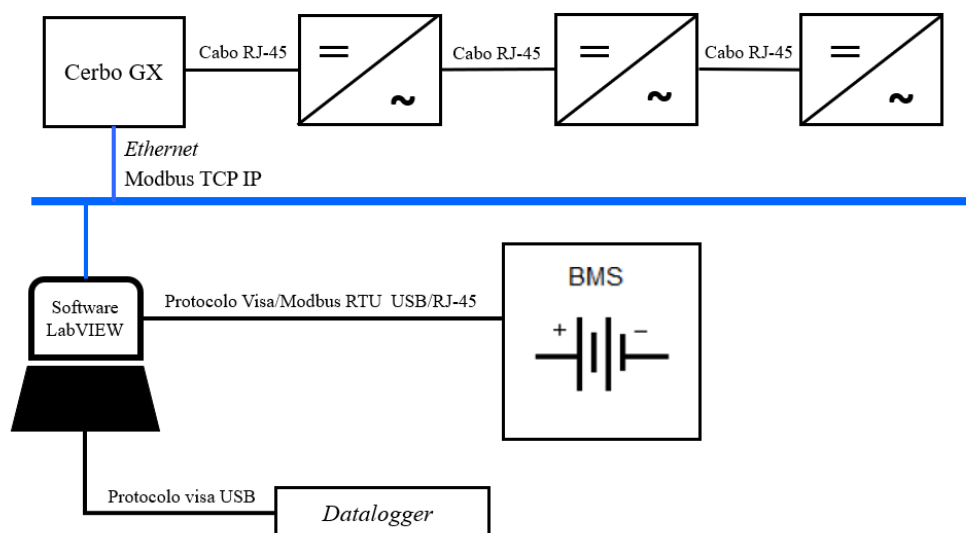 Cerbo GX
Cabo RJ-45
=
~
Cabo RJ-45
=
~
Cabo RJ-45
=
~
Ethernet
Modbus TCP IP
Software
LabVIEW
Protocolo Visa/Modbus RTU USB/RJ-45
BMS
+ −
Protocolo visa USB
Datalogger